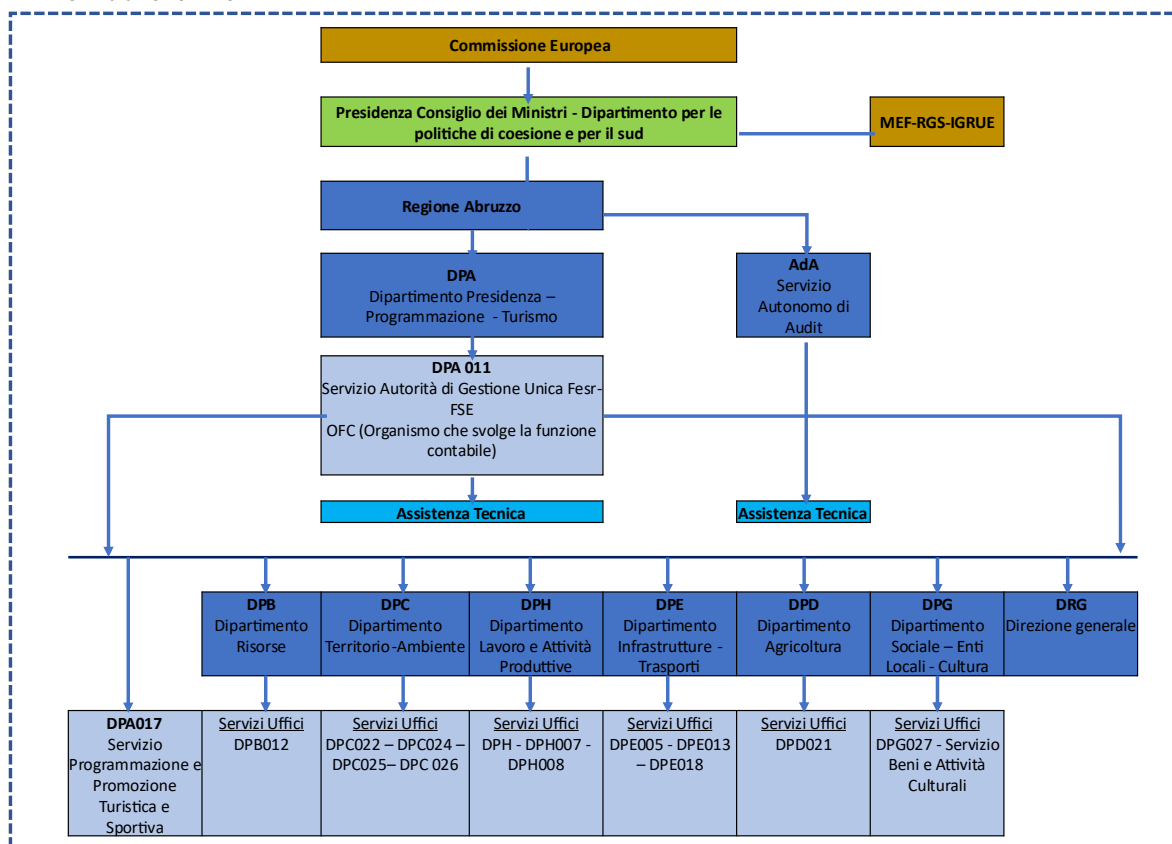 Commissione Europea
Presidenza Consiglio dei Ministri - Dipartimento per le
politiche di coesione e per il sud
MEF-RGS-IGRUE
Regione Abruzzo
DPA
Dipartimento Presidenza –
Programmazione - Turismo
AdA
Servizio
Autonomo di
Audit
DPA 011
Servizio Autorità di Gestione Unica Fesr-
FSE
OFC (Organismo che svolge la funzione
contabile)
Assistenza Tecnica
Assistenza Tecnica
DPB
Dipartimento
Risorse
DPC
Dipartimento
Territorio-Ambiente
DPH
Dipartimento
Lavoro e Attività
Produttive
DPE
Dipartimento
Infrastrutture -
Trasporti
DPD
Dipartimento
Agricoltura
DPG
Dipartimento
Sociale – Enti
Locali - Cultura
DRG
Direzione generale
DPA017
Servizio
Programmazione e
Promozione
Turistica e
Sportiva
Servizi Uffici
DPB012
Servizi Uffici
DPC022 – DPC024 –
DPC025– DPC 026
Servizi Uffici
DPH - DPH007 -
DPH008
Servizi Uffici
DPE005 - DPE013
– DPE018
Servizi Uffici
DPD021
Servizi Uffici
DPG027 - Servizio
Beni e Attività
Culturali